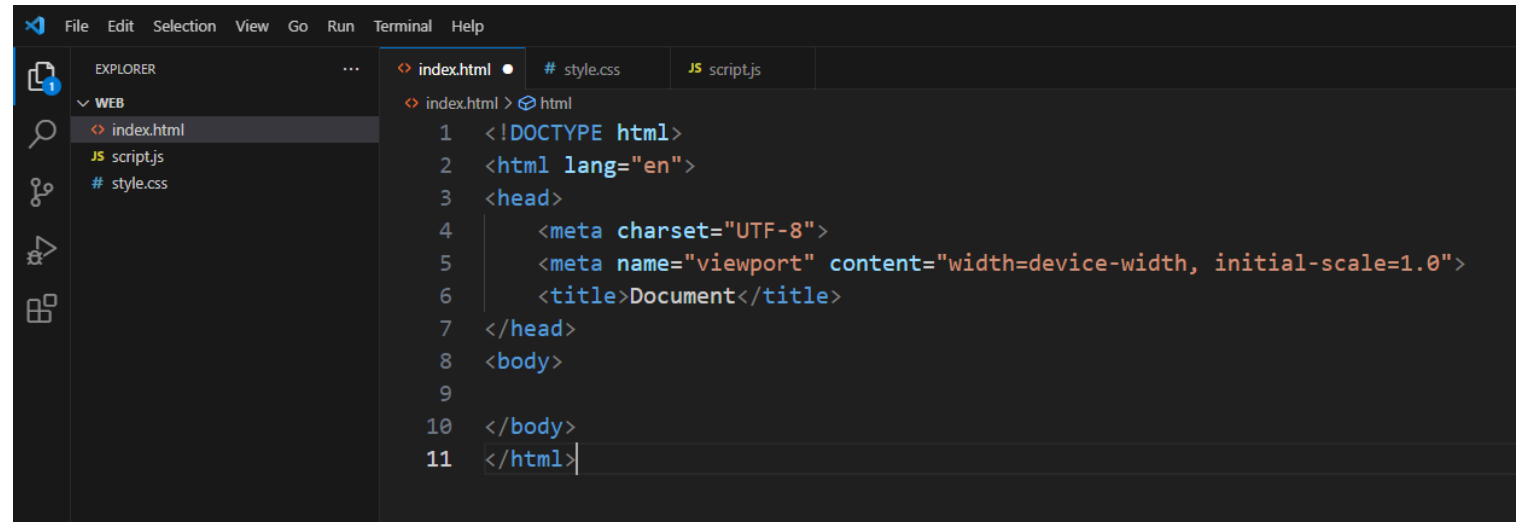 File Edit Selection View Go Run Terminal Help
EXPLORER ... index.html style.css JS script.js
1
WEB
index.html > html
index.html
JS script.js
# style.css
1 <!DOCTYPE html>
2 <html lang="en">
3 <head>
4 <meta charset="UTF-8">
5 <meta name="viewport" content="width=device-width, initial-scale=1.0">
6 <title>Document</title>
7 </head>
8 <body>
9
10 </body>
11 </html>